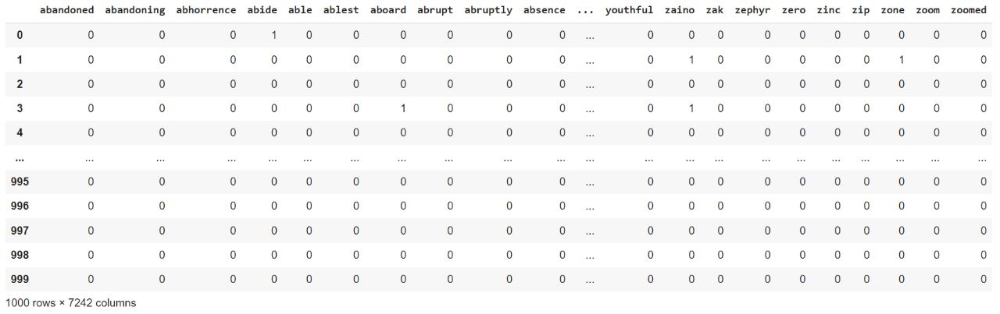 abandoned abandoning abhorrence abide able ablest aboard abrupt abruptly absence ... youthful zaino zak zephyr zero zinc zip zone zoom zoomed
0 0 0 0 1 0 0 0 0 0 0 ... 0 0 0 0 0 0 0 0 0 0
1 0 0 0 0 0 0 0 0 0 0 ... 0 1 0 0 0 0 0 1 0 0
2 0 0 0 0 0 0 0 0 0 0 ... 0 0 0 0 0 0 0 0 0 0
3 0 0 0 0 0 0 1 0 0 0 ... 0 1 0 0 0 0 0 0 0 0
4 0 0 0 0 0 0 0 0 0 0 ... 0 0 0 0 0 0 0 0 0 0
... ... ... ... ... ... ... ... ... ... ... ... ... ... ... ... ... ... ... ... ... ...
995 0 0 0 0 0 0 0 0 0 0 ... 0 0 0 0 0 0 0 0 0 0
996 0 0 0 0 0 0 0 0 0 0 ... 0 0 0 0 0 0 0 0 0 0
997 0 0 0 0 0 0 0 0 0 0 ... 0 0 0 0 0 0 0 0 0 0
998 0 0 0 0 0 0 0 0 0 0 ... 0 0 0 0 0 0 0 0 0 0
999 0 0 0 0 0 0 0 0 0 0 ... 0 0 0 0 0 0 0 0 0 0
1000 rows × 7242 columns